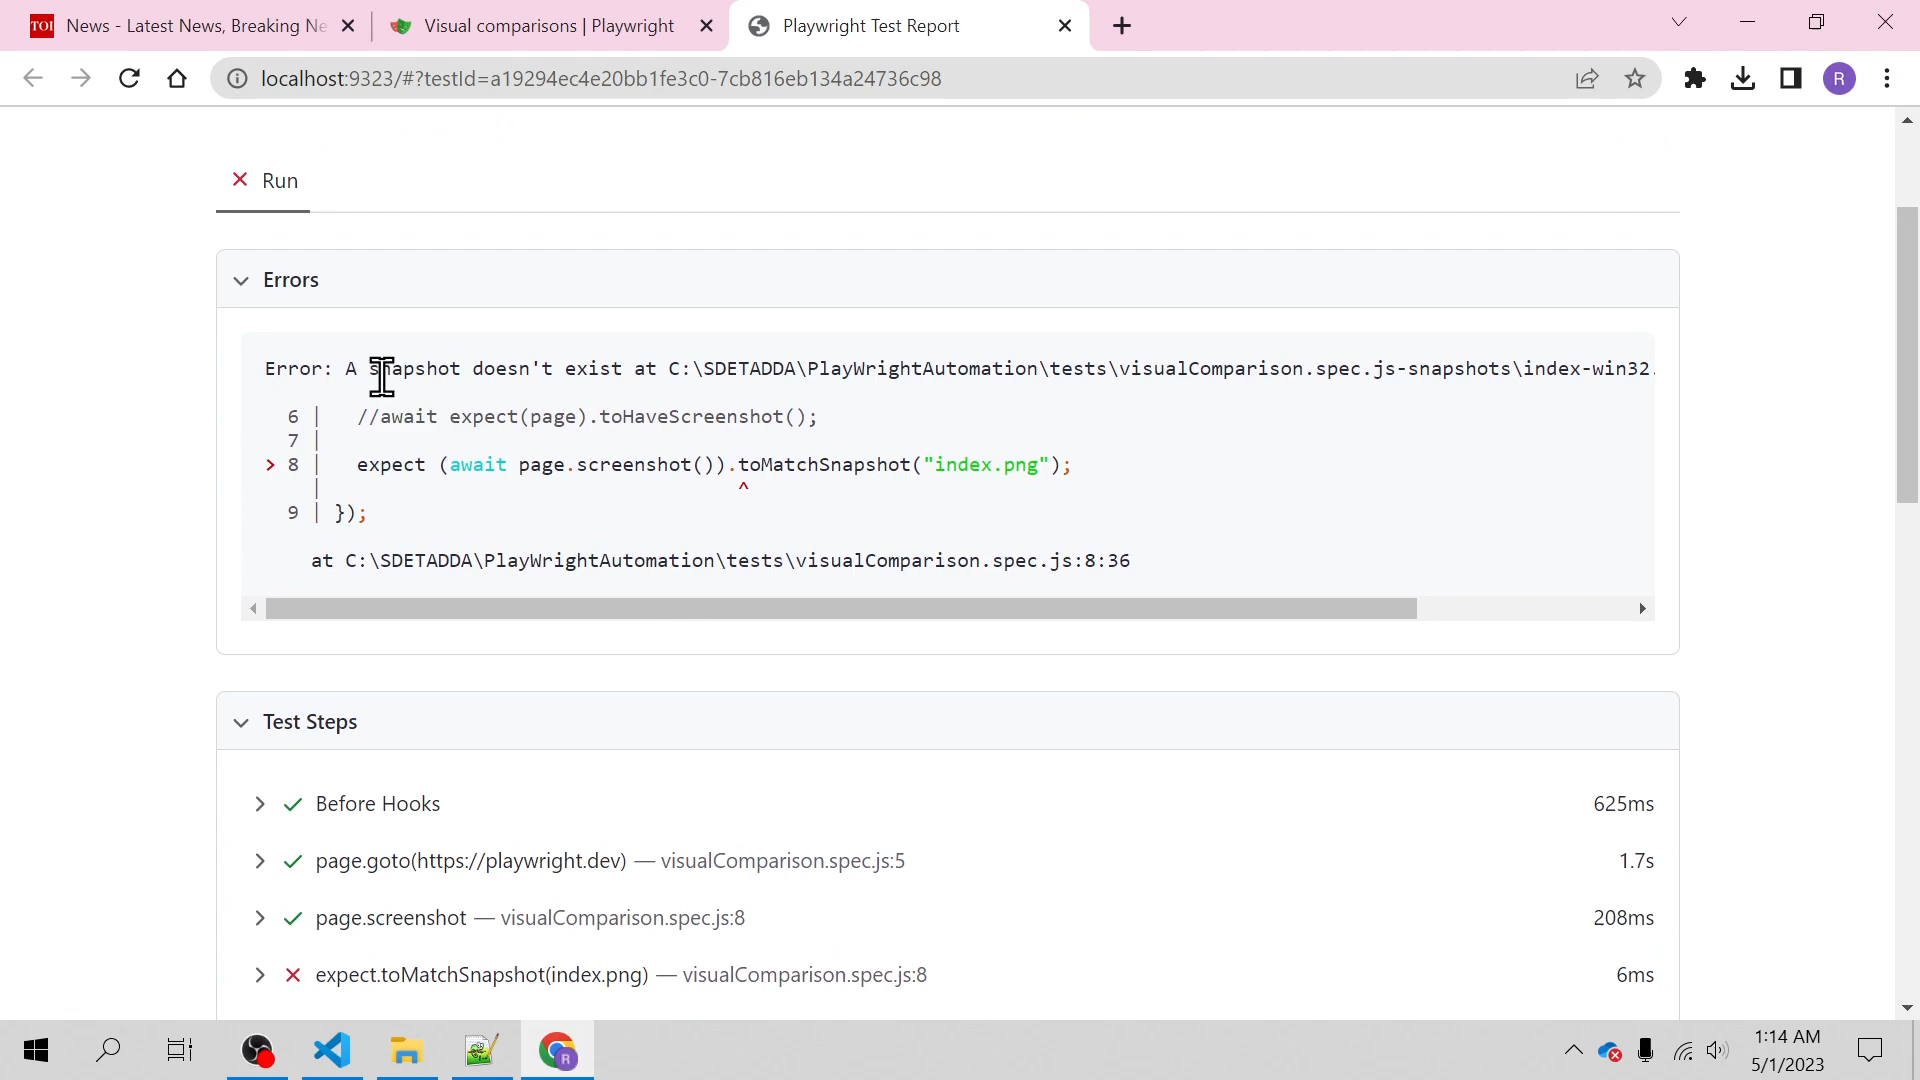 TOI News - Latest News, Breaking Ne
Visual comparisons | Playwright
Playwright Test Report
localhost:9323/#?testId=a19294ec4e20bb1fe3c0-7cb816eb134a24736c98
R
Run
Errors
Error: A snapshot doesn't exist at C:\SDETADDA\PlayWrightAutomation\tests\visualComparison.spec.js-snapshots\index-win32.
6 |   //await expect(page).toHaveScreenshot();
7 |
> 8 |   expect (await page.screenshot()).toMatchSnapshot("index.png");
|                                    ^
9 | });
at C:\SDETADDA\PlayWrightAutomation\tests\visualComparison.spec.js:8:36
Test Steps
Before Hooks 625ms
page.goto(https://playwright.dev) — visualComparison.spec.js:5 1.7s
page.screenshot — visualComparison.spec.js:8 208ms
expect.toMatchSnapshot(index.png) — visualComparison.spec.js:8 6ms
R
1:14 AM
5/1/2023